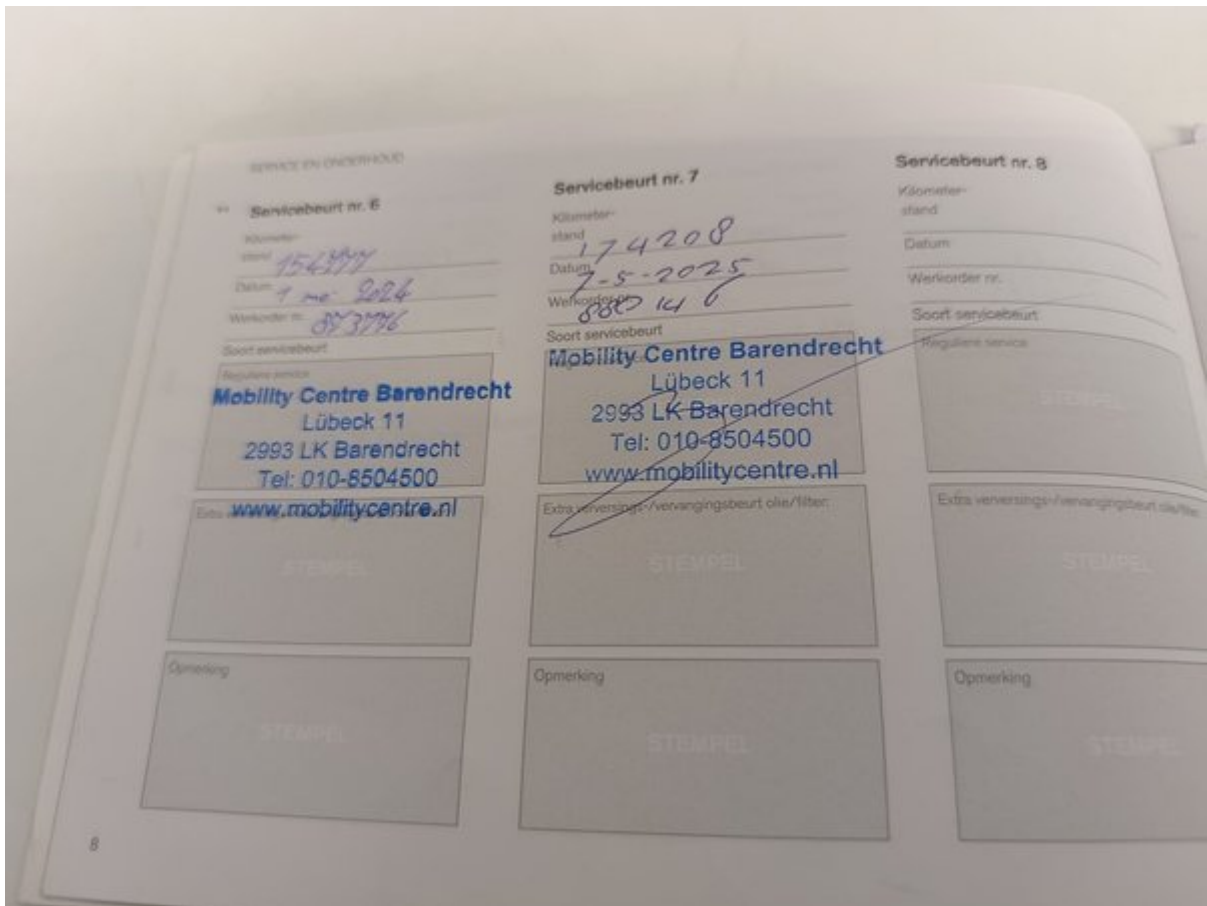 SERVICE EN ONDERHOUD
Servicebeurt nr. 6
Kilometer-
stand
Datum 1 2024
Werkorder nr.
Soort servicebeurt
Reguliere service
Mobility Centre Barendrecht
Lübeck 11
2993 LK Barendrecht
Tel: 010-8504500
www.mobilitycentre.nl
Extra
STEMPEL
Opmerking
STEMPEL
8
Servicebeurt nr. 7
Kilometer-
stand 174208
Datum 7-5-2025
Werkorder nr. 880146
Soort servicebeurt
Mobility Centre Barendrecht
Lübeck 11
2993 LK Barendrecht
Tel: 010-8504500
www.mobilitycentre.nl
Extra verversings-/vervangingsbeurt olie/filter:
STEMPEL
Opmerking
STEMPEL
Servicebeurt nr. 8
Kilometer-
stand
Datum
Werkorder nr.
Soort servicebeurt
Reguliere service
STEMPEL
Extra verversings-/vervangingsbeurt olie/filter:
STEMPEL
Opmerking
STEMPEL